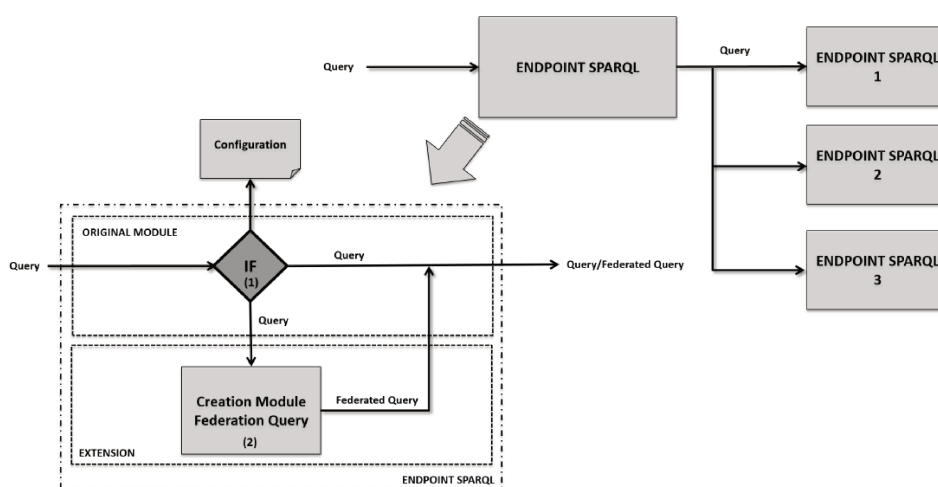 Query
ENDPOINT SPARQL
Query
ENDPOINT SPARQL
1
ENDPOINT SPARQL
2
ENDPOINT SPARQL
3
Configuration
ORIGINAL MODULE
Query
IF
(1)
Query
Query/Federated Query
Query
Creation Module
Federation Query
(2)
Federated Query
EXTENSION
ENDPOINT SPARQL